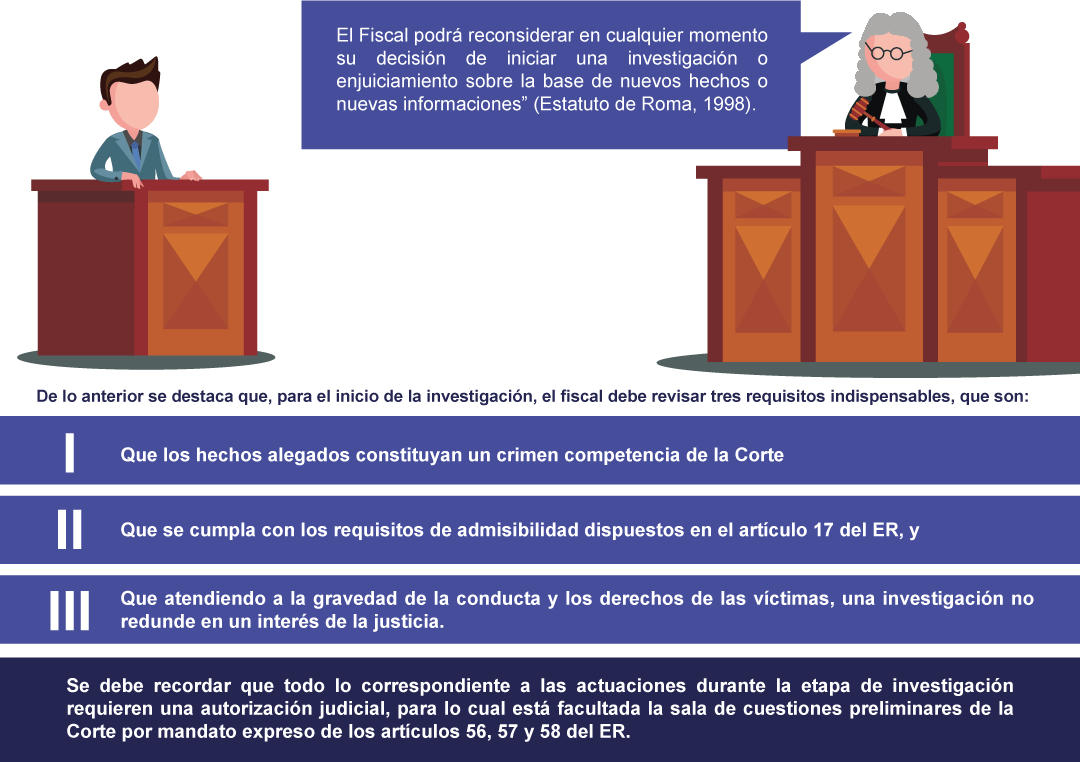 El Fiscal podrá reconsiderar en cualquier momento
su decisión de iniciar una investigación o
enjuiciamiento sobre la base de nuevos hechos o
nuevas informaciones” (Estatuto de Roma, 1998).
De lo anterior se destaca que, para el inicio de la investigación, el fiscal debe revisar tres requisitos indispensables, que son:
I
Que los hechos alegados constituyan un crimen competencia de la Corte
II
Que se cumpla con los requisitos de admisibilidad dispuestos en el artículo 17 del ER, y
III
Que atendiendo a la gravedad de la conducta y los derechos de las víctimas, una investigación no
redunde en un interés de la justicia.
Se debe recordar que todo lo correspondiente a las actuaciones durante la etapa de investigación
requieren una autorización judicial, para lo cual está facultada la sala de cuestiones preliminares de la
Corte por mandato expreso de los artículos 56, 57 y 58 del ER.